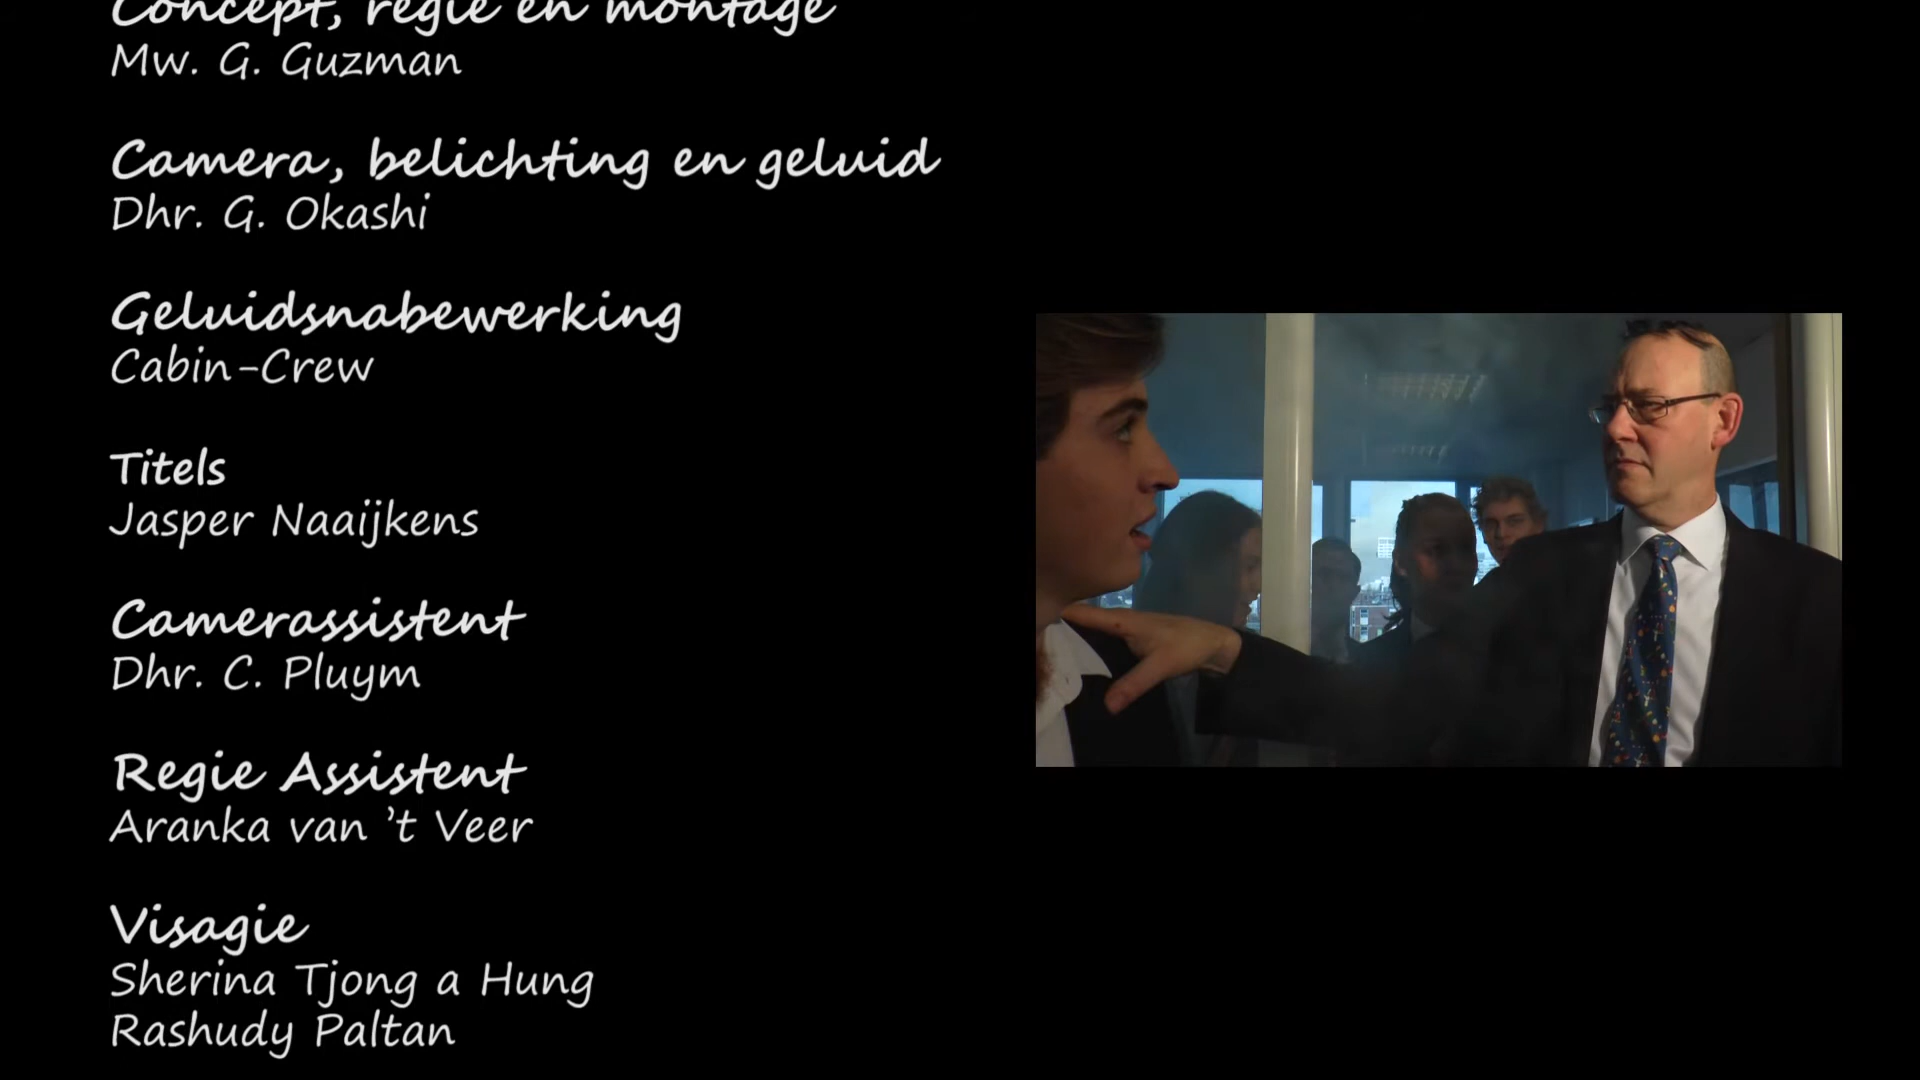 Concept, regie en montage
Mw. G. Guzman
Camera, belichting en geluid
Dhr. G. Okashi
Geluidsnabewerking
Cabin-Crew
Titels
Jasper Naaijkens
Camerassistent
Dhr. C. Pluym
Regie Assistent
Aranka van 't Veer
Visagie
Sherina Tjong a Hung
Rashudy Paltan